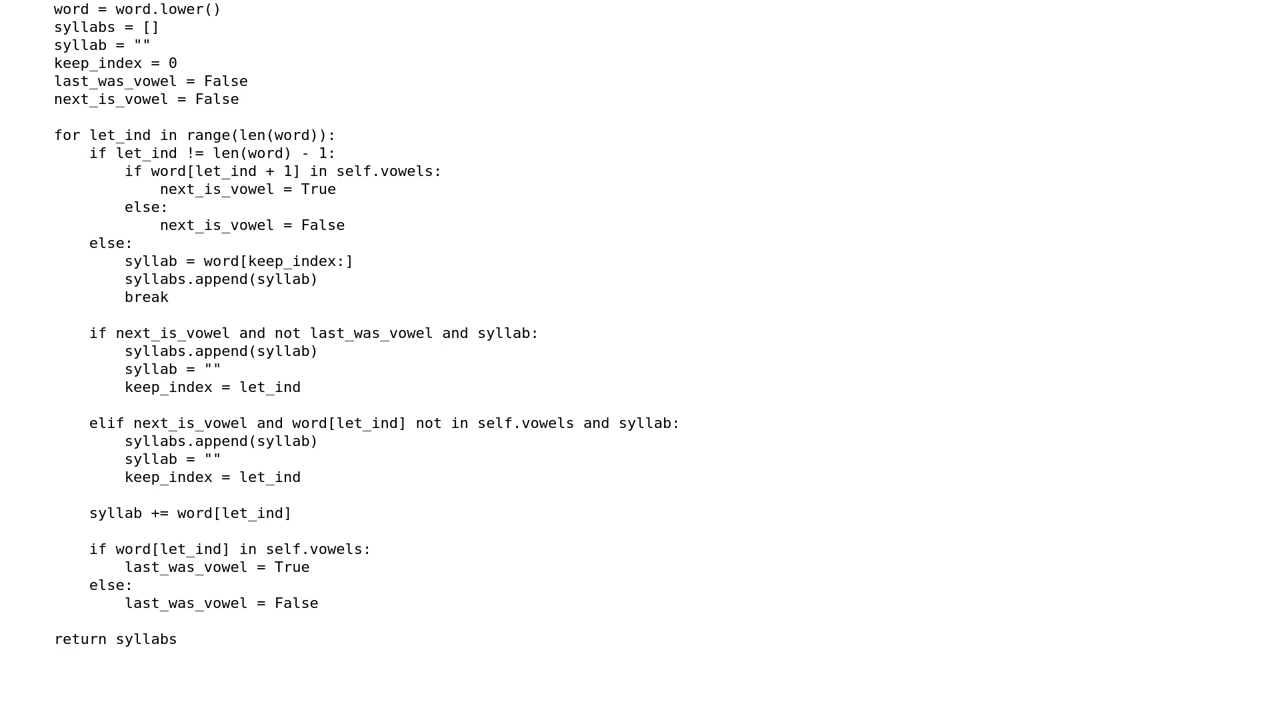 word = word.lower()
syllabs = []
syllab = ""
keep_index = 0
last_was_vowel = False
next_is_vowel = False
for let_ind in range(len(word)):
if let_ind != len(word) - 1:
if word[let_ind + 1] in self.vowels:
next_is_vowel = True
else:
next_is_vowel = False
else:
syllab = word[keep_index:]
syllabs.append(syllab)
break
if next_is_vowel and not last_was_vowel and syllab:
syllabs.append(syllab)
syllab = ""
keep_index = let_ind
elif next_is_vowel and word[let_ind] not in self.vowels and syllab:
syllabs.append(syllab)
syllab = ""
keep_index = let_ind
syllab += word[let_ind]
if word[let_ind] in self.vowels:
last_was_vowel = True
else:
last_was_vowel = False
return syllabs